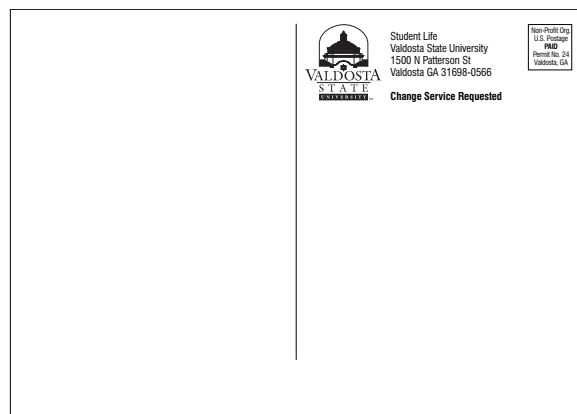 VALDOSTA
STATE
UNIVERSITY
Student Life
Valdosta State University
1500 N Patterson St
Valdosta GA 31698-0566
Change Service Requested
Non-Profit Org.
U.S. Postage
PAID
Permit No. 24
Valdosta, GA